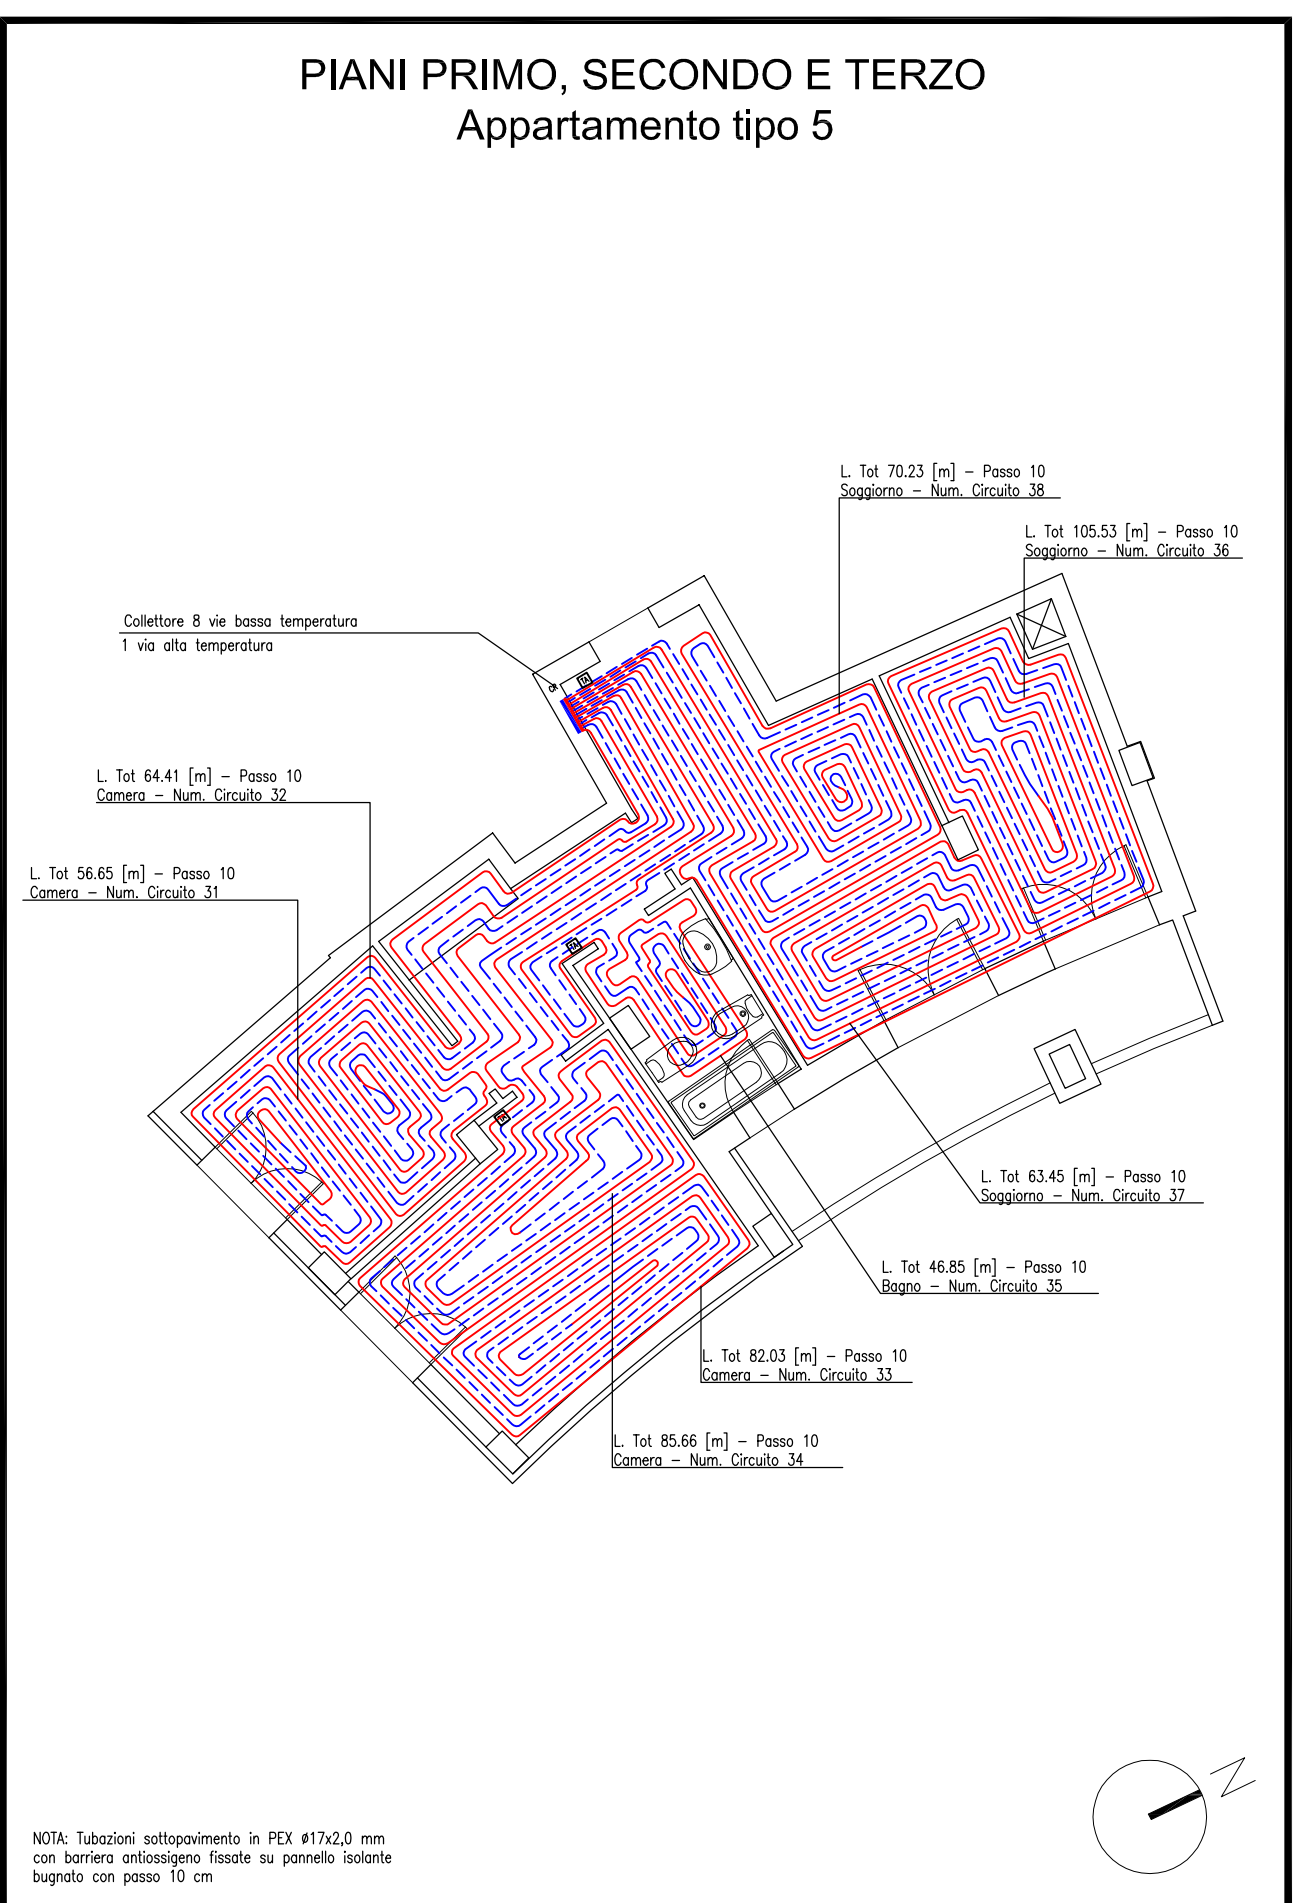 PIANI PRIMO, SECONDO E TERZO
Appartamento tipo 5
L. Tot 70.23 [m] – Passo 10
Soggiorno – Num. Circuito 38
L. Tot 105.53 [m] – Passo 10
Soggiorno – Num. Circuito 36
Collettore 8 vie bassa temperatura
1 via alta temperatura
CR
TA
L. Tot 64.41 [m] – Passo 10
Camera – Num. Circuito 32
L. Tot 56.65 [m] – Passo 10
Camera – Num. Circuito 31
TA
TA
L. Tot 63.45 [m] – Passo 10
Soggiorno – Num. Circuito 37
L. Tot 46.85 [m] – Passo 10
Bagno – Num. Circuito 35
L. Tot 82.03 [m] – Passo 10
Camera – Num. Circuito 33
L. Tot 85.66 [m] – Passo 10
Camera – Num. Circuito 34
N
NOTA: Tubazioni sottopavimento in PEX ø17x2,0 mm
con barriera antiossigeno fissate su pannello isolante
bugnato con passo 10 cm